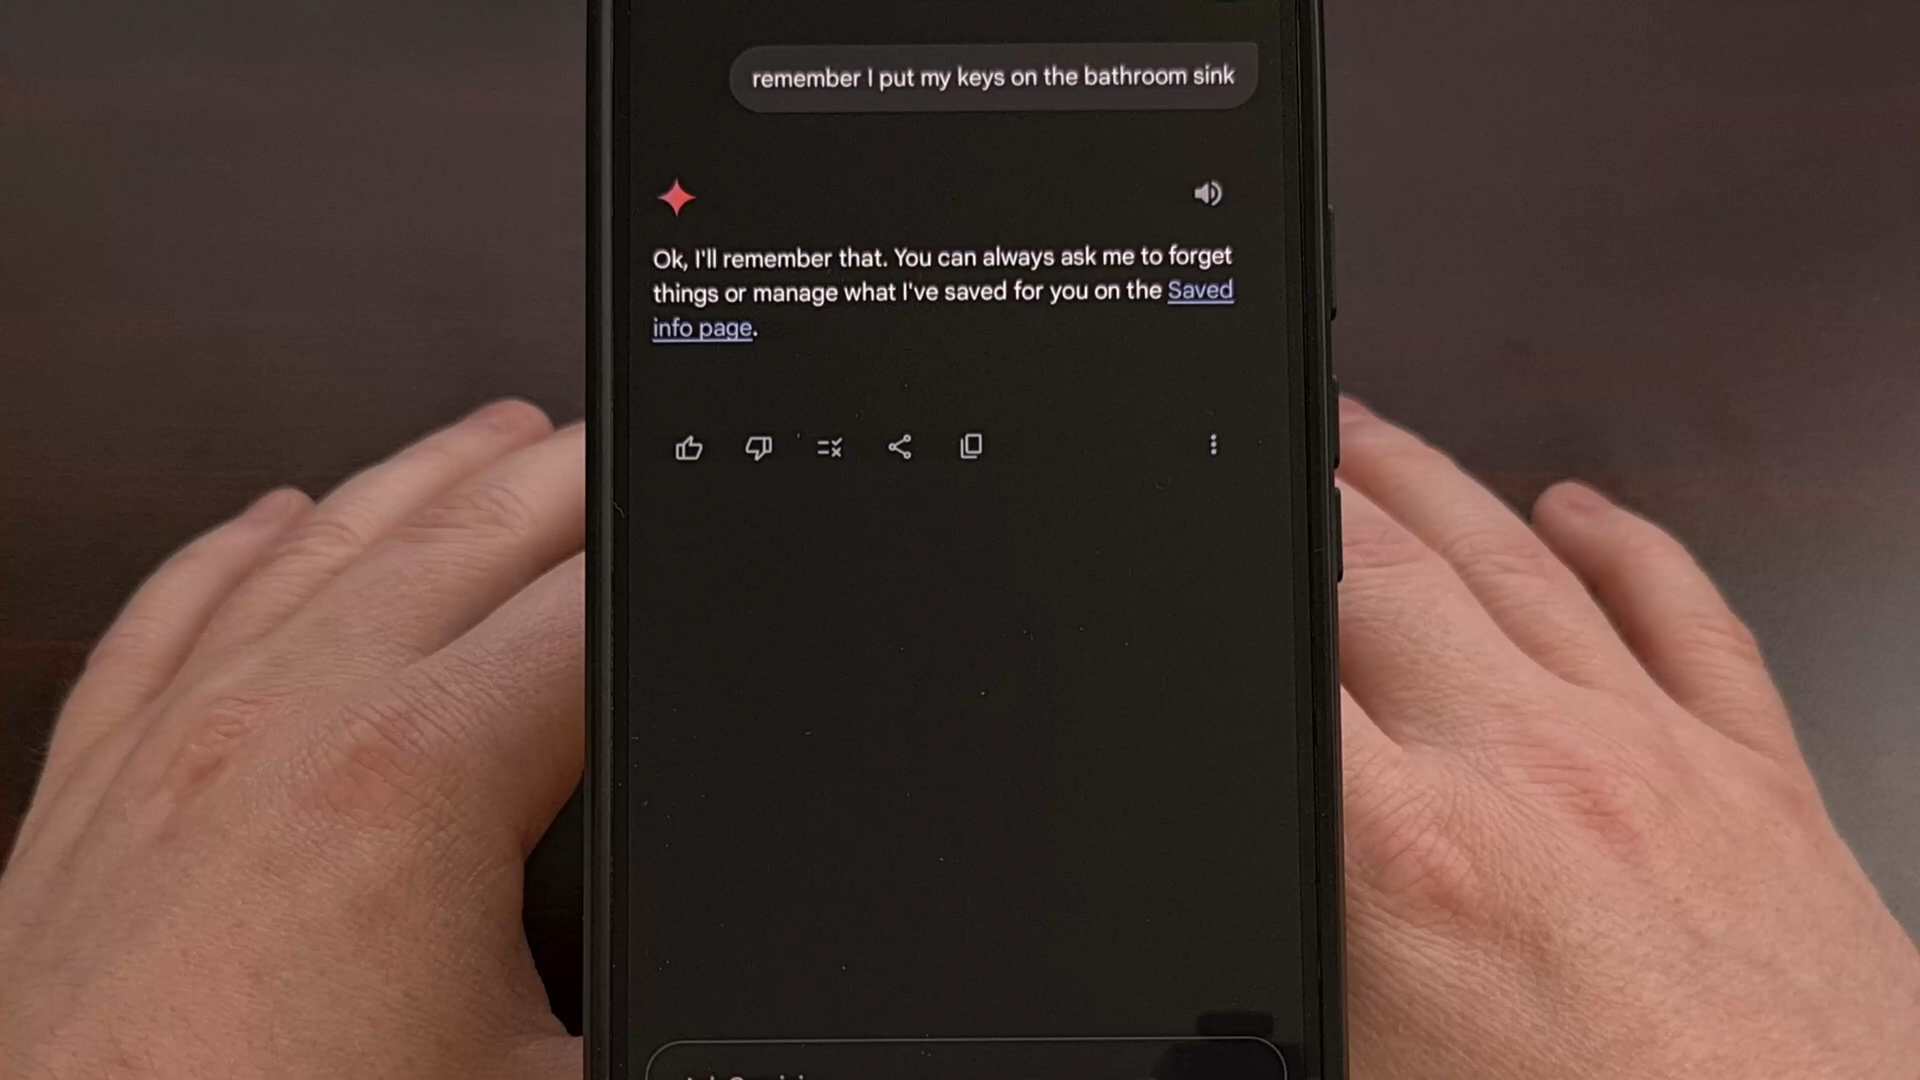 remember I put my keys on the bathroom sink
Ok, I'll remember that. You can always ask me to forget
things or manage what I've saved for you on the Saved
info page.